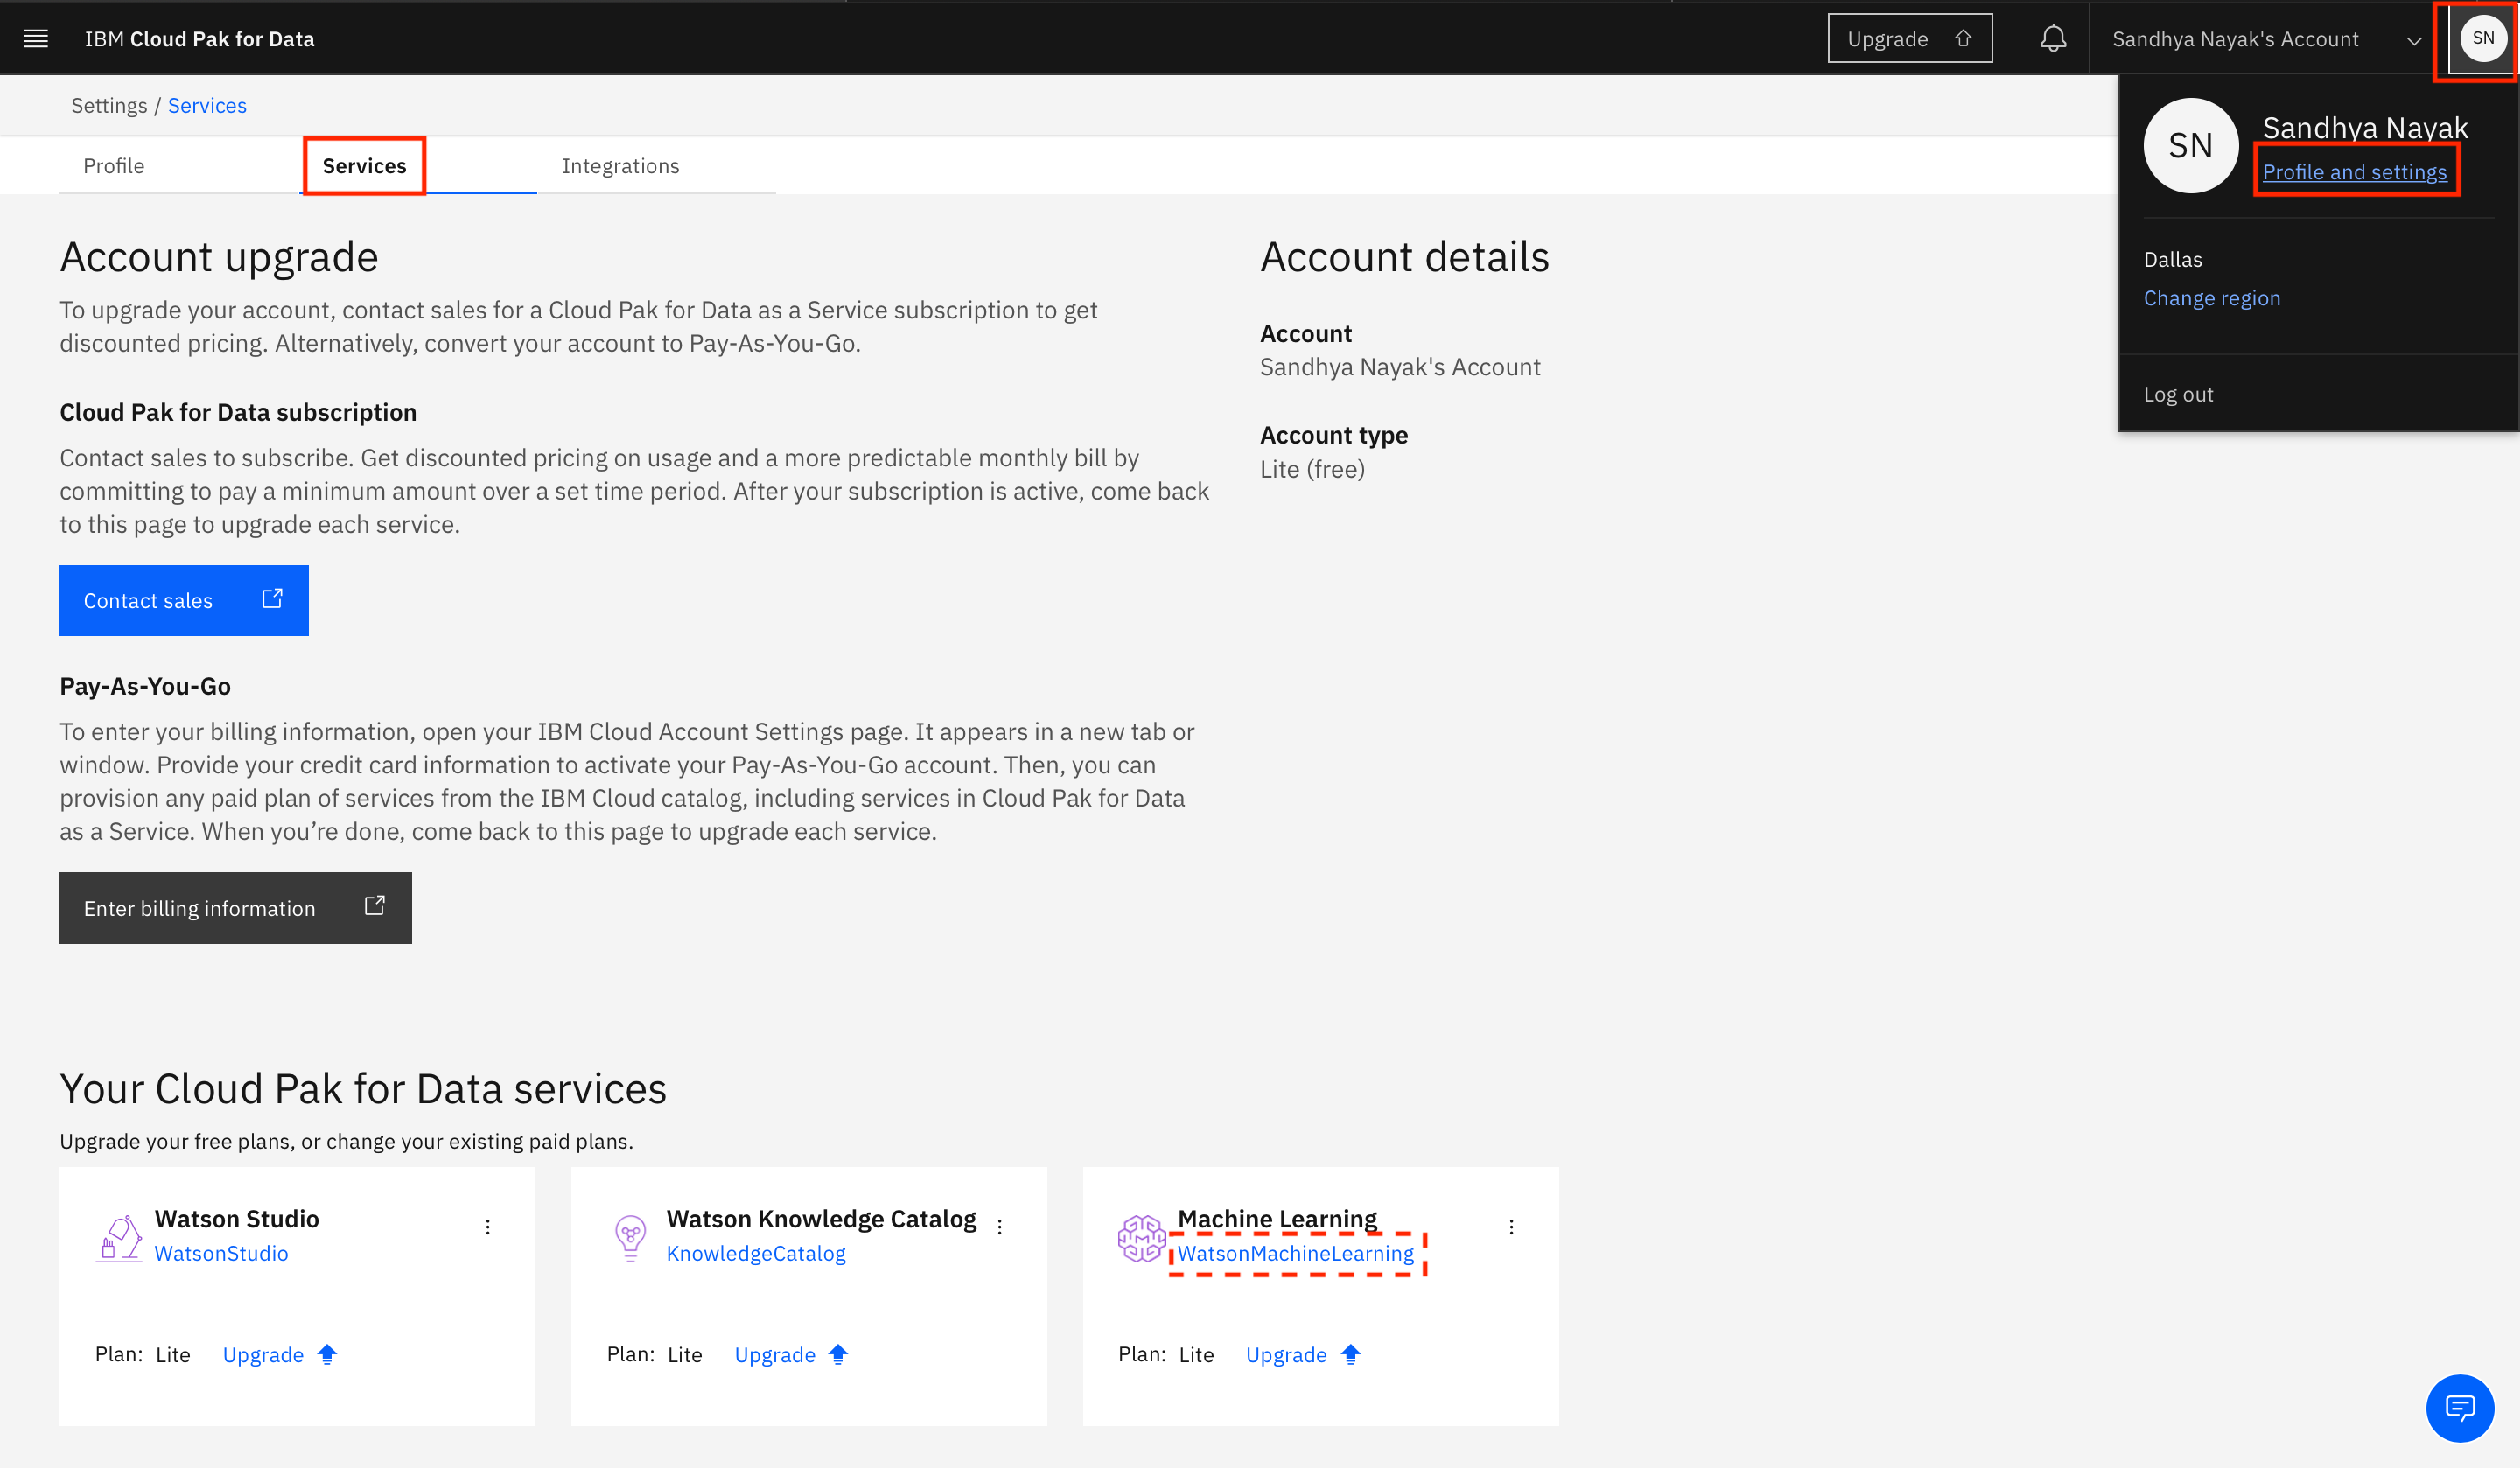 IBM Cloud Pak for Data
Upgrade
Sandhya Nayak's Account
SN
SN
Sandhya Nayak
Profile and settings
Dallas
Change region
Log out
Settings / Services
Profile
Services
Integrations
Account upgrade
To upgrade your account, contact sales for a Cloud Pak for Data as a Service subscription to get
discounted pricing. Alternatively, convert your account to Pay-As-You-Go.
Cloud Pak for Data subscription
Contact sales to subscribe. Get discounted pricing on usage and a more predictable monthly bill by
committing to pay a minimum amount over a set time period. After your subscription is active, come back
to this page to upgrade each service.
Contact sales
Pay-As-You-Go
To enter your billing information, open your IBM Cloud Account Settings page. It appears in a new tab or
window. Provide your credit card information to activate your Pay-As-You-Go account. Then, you can
provision any paid plan of services from the IBM Cloud catalog, including services in Cloud Pak for Data
as a Service. When you’re done, come back to this page to upgrade each service.
Enter billing information
Account details
Account
Sandhya Nayak's Account
Account type
Lite (free)
Your Cloud Pak for Data services
Upgrade your free plans, or change your existing paid plans.
Watson Studio
WatsonStudio
Plan: Lite Upgrade
Watson Knowledge Catalog
KnowledgeCatalog
Plan: Lite Upgrade
Machine Learning
WatsonMachineLearning
Plan: Lite Upgrade